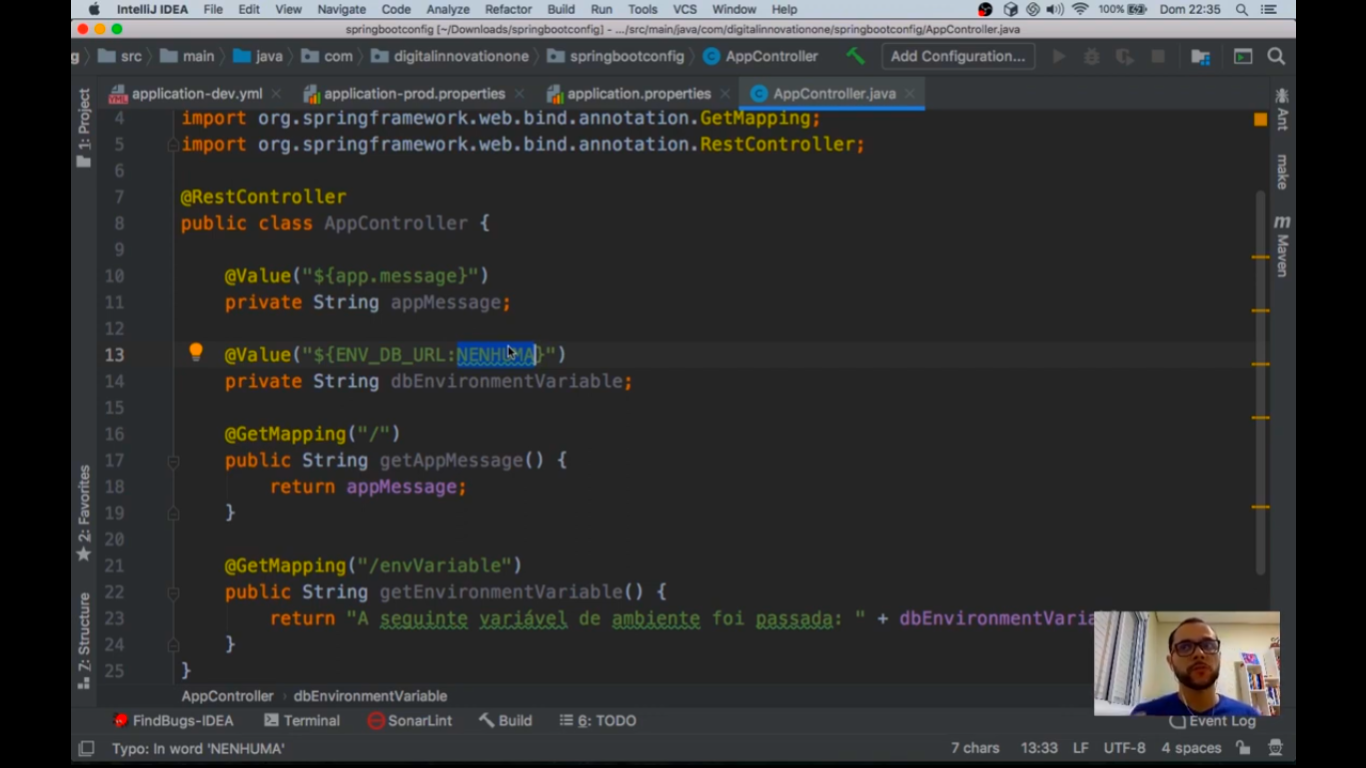 IntelliJ IDEA File Edit View Navigate Code Analyze Refactor Build Run Tools VCS Window Help 100% Dom 22:35
springbootconfig [~/Downloads/springbootconfig] - .../src/main/java/com/digitalinnovationone/springbootconfig/AppController.java
g src main java com digitalinnovationone springbootconfig AppController Add Configuration...
application-dev.yml application-prod.properties application.properties AppController.java
4 import org.springframework.web.bind.annotation.GetMapping;
5 import org.springframework.web.bind.annotation.RestController;
6
7 @RestController
8 public class AppController {
9
10 @Value("${app.message}")
11 private String appMessage;
12
13 @Value("${ENV_DB_URL:NENHUMA}")
14 private String dbEnvironmentVariable;
15
16 @GetMapping("/")
17 public String getAppMessage() {
18 return appMessage;
19 }
20
21 @GetMapping("/envVariable")
22 public String getEnvironmentVariable() {
23 return "A seguinte variável de ambiente foi passada: " + dbEnvironmentVaria
24 }
25 }
1: Project
2: Favorites
7: Structure
Ant
make
m Maven
AppController dbEnvironmentVariable
FindBugs-IDEA Terminal SonarLint Build 6: TODO Event Log
Typo: In word 'NENHUMA' 7 chars 13:33 LF UTF-8 4 spaces